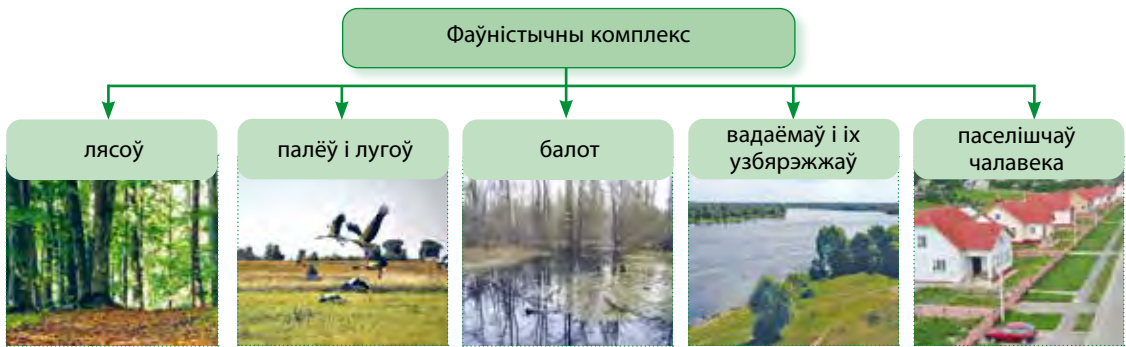 Фаўністычны комплекс
лясоў
палёў і лугоў
балот
вадаёмаў і іх
узбярэжжаў
паселішчаў
чалавека